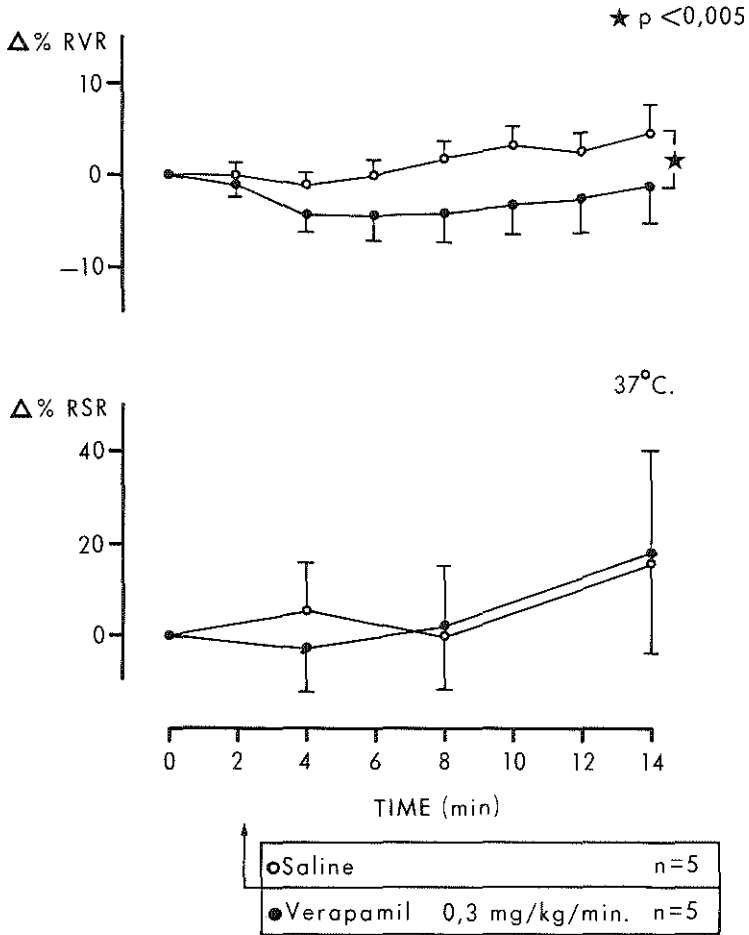 ★ p <0,005
Δ% RVR
10
0
−10
★
37°C.
Δ% RSR
40
20
0
0 2 4 6 8 10 12 14
TIME (min)
Saline n=5
Verapamil 0,3 mg/kg/min. n=5